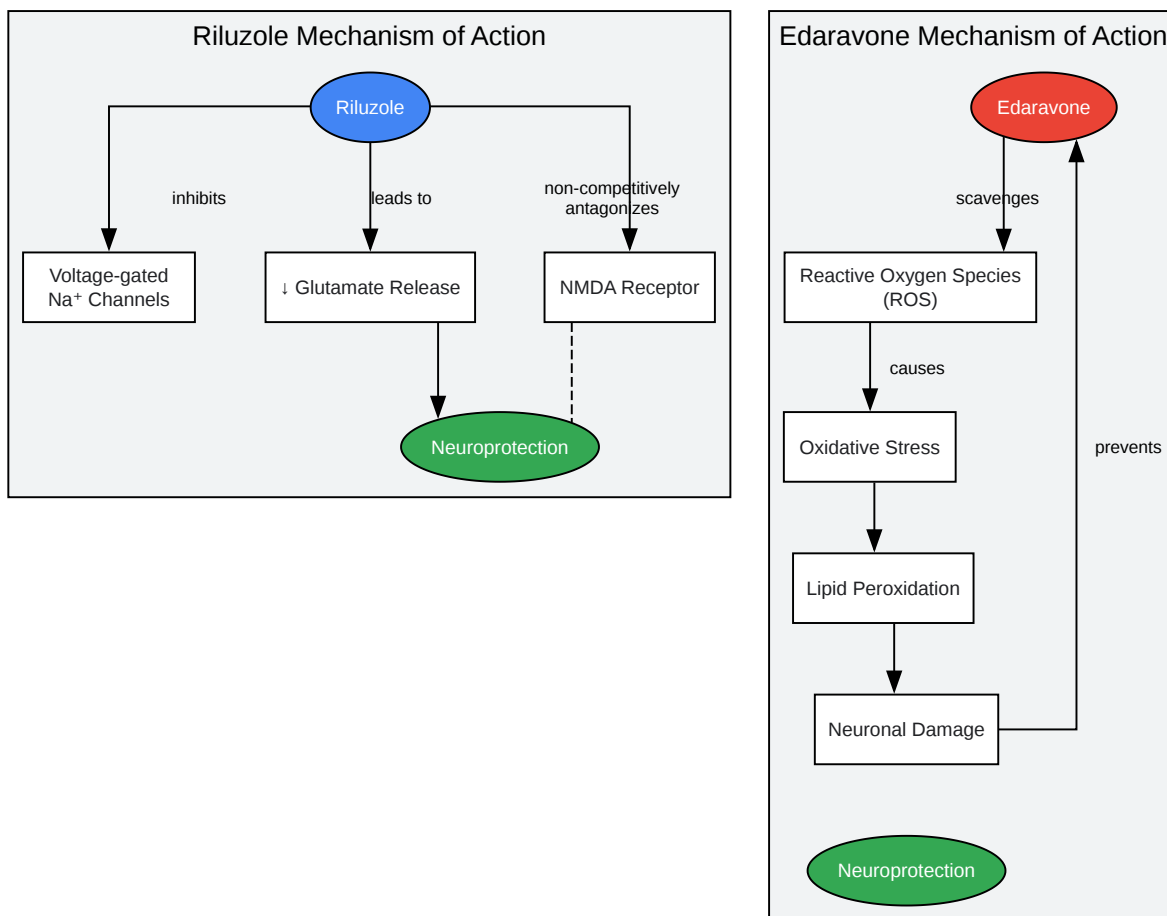 Riluzole Mechanism of Action
Riluzole
inhibits
leads to
non-competitively
antagonizes
Voltage-gated
Na⁺ Channels
↓ Glutamate Release
NMDA Receptor
Neuroprotection
Edaravone Mechanism of Action
Edaravone
scavenges
Reactive Oxygen Species
(ROS)
causes
Oxidative Stress
prevents
Lipid Peroxidation
Neuronal Damage
Neuroprotection